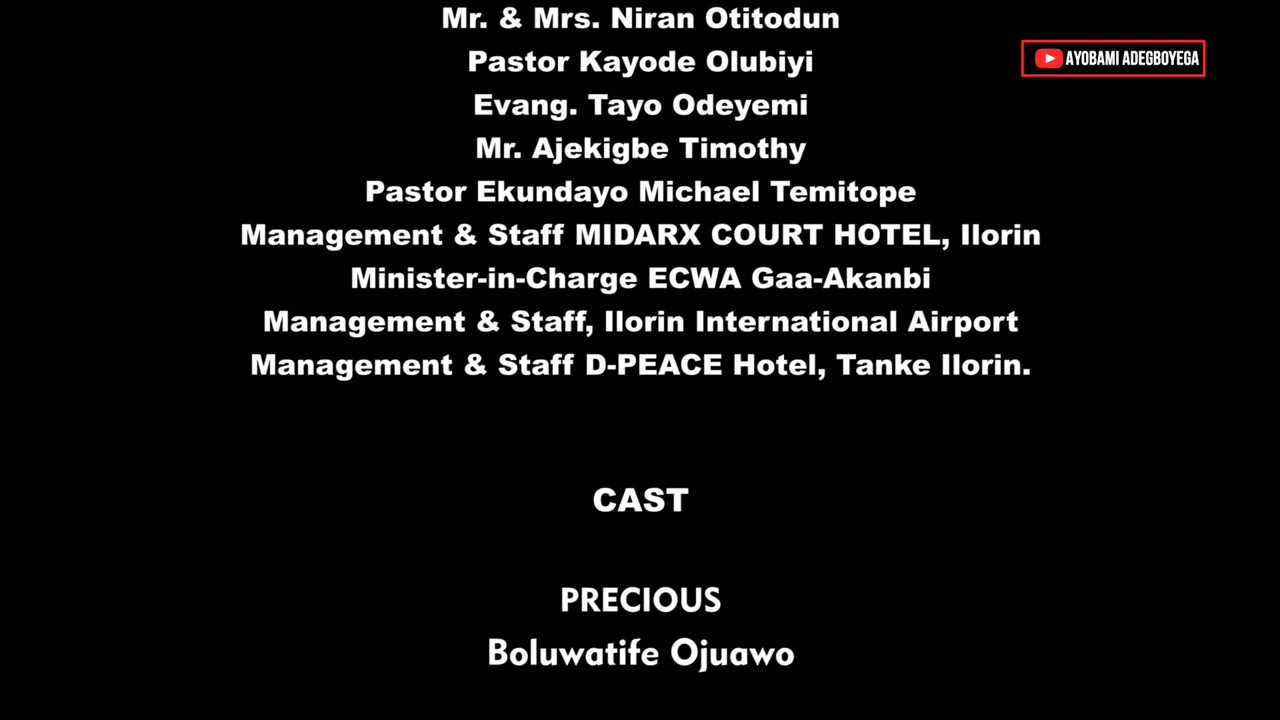 Mr. & Mrs. Niran Otitodun
AYOBAMI ADEGBOYEGA
Pastor Kayode Olubiyi
Evang. Tayo Odeyemi
Mr. Ajekigbe Timothy
Pastor Ekundayo Michael Temitope
Management & Staff MIDARX COURT HOTEL, Ilorin
Minister-in-Charge ECWA Gaa-Akanbi
Management & Staff, Ilorin International Airport
Management & Staff D-PEACE Hotel, Tanke Ilorin.
CAST
PRECIOUS
Boluwatife Ojuawo